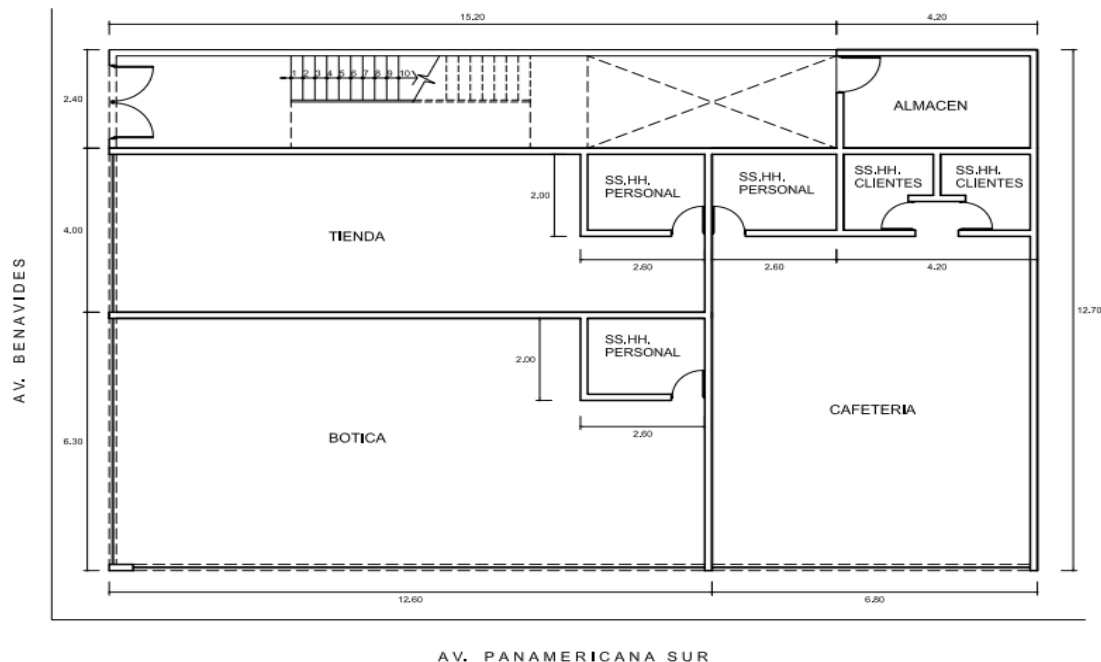 15.20
4.20
1 2 3 4 5 6 7 8 9 10
2.40
ALMACEN
SS.HH.
PERSONAL
SS.HH.
PERSONAL
SS.HH.
CLIENTES
SS.HH.
CLIENTES
2.00
4.00
TIENDA
2.60
2.60
4.20
12.70
AV. BENAVIDES
SS.HH.
PERSONAL
2.00
CAFETERIA
BOTICA
2.60
6.30
12.60
6.80
AV. PANAMERICANA SUR